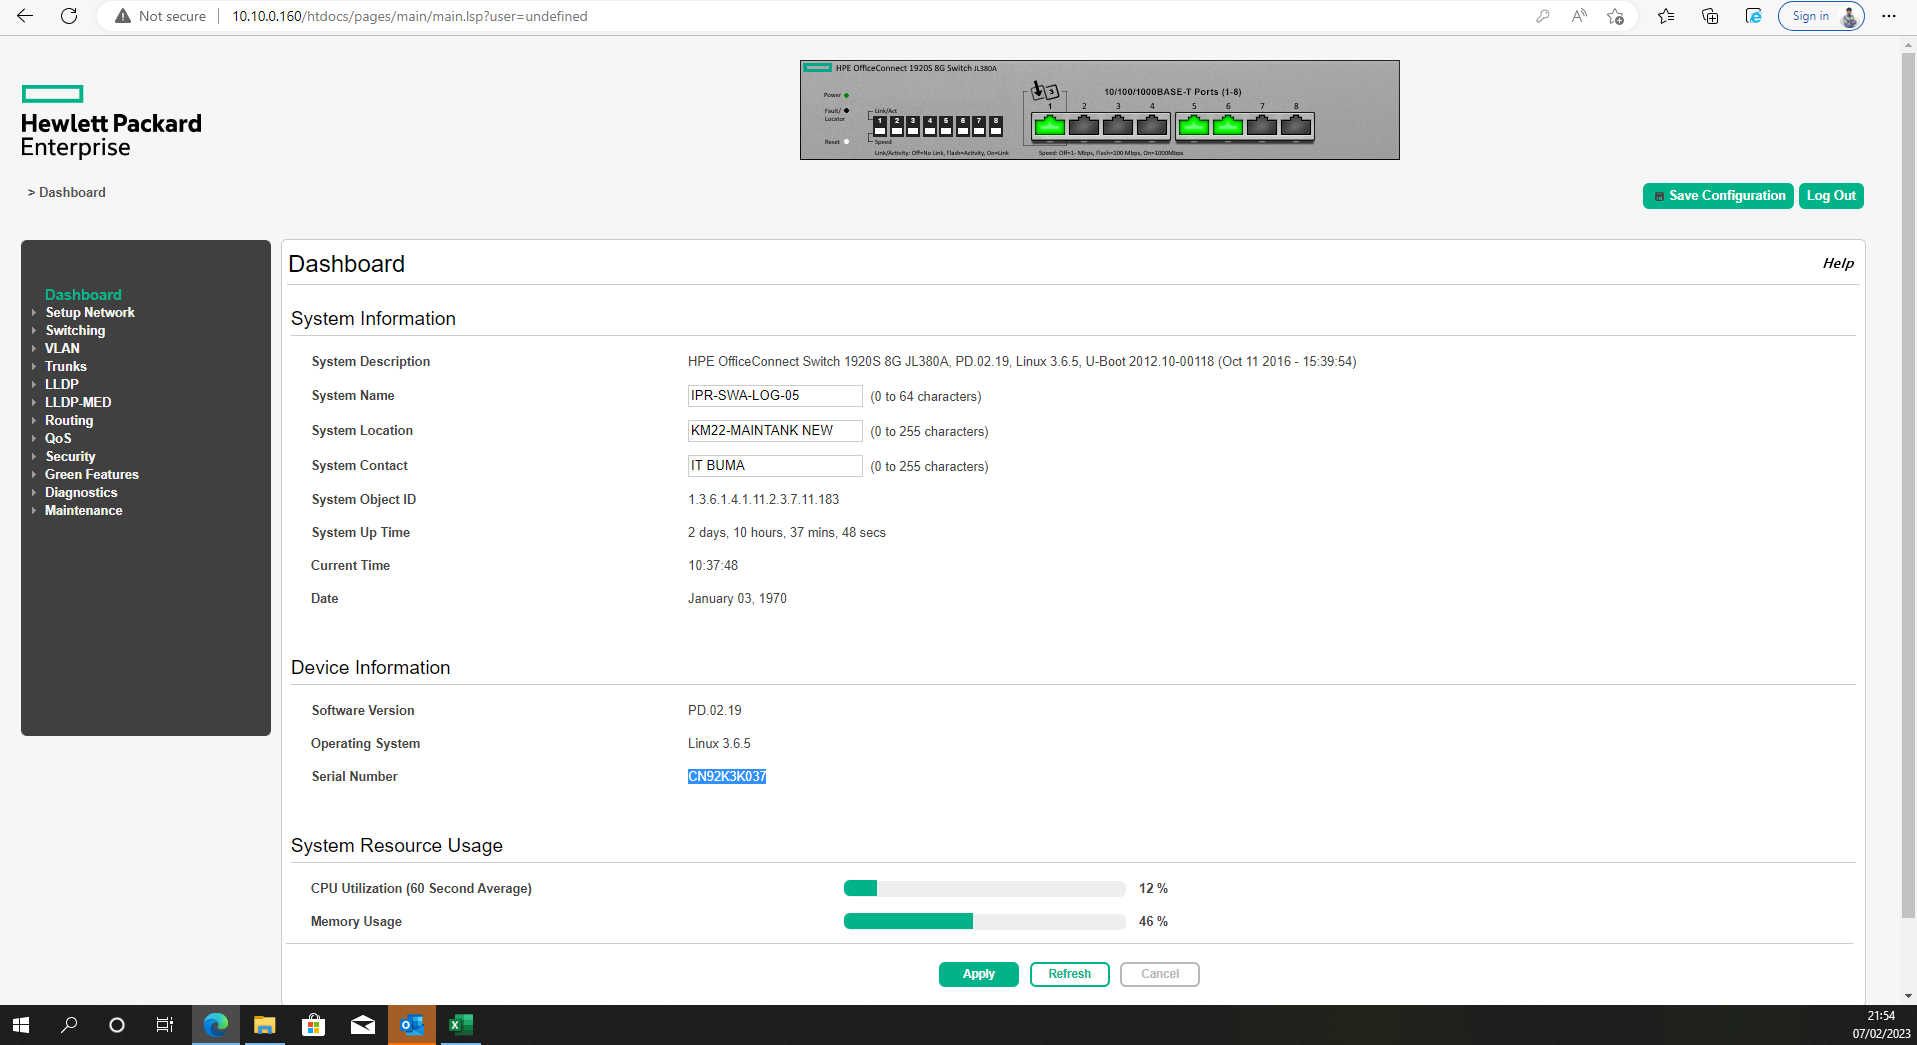 Not secure | 10.10.0.160/htdocs/pages/main/main.lsp?user=undefined
Sign in
HPE OfficeConnect 1920S 8G Switch JL380A
Power
Fault/
Locator
Reset
Link/Act
1 2 3 4 5 6 7 8
Speed
Link/Activity: Off=No Link, Flash=Activity, On=Link
3
10/100/1000BASE-T Ports (1-8)
1 2 3 4 5 6 7 8
Speed: Off=1- Mbps, Flash=100 Mbps, On=1000Mbps
Hewlett Packard
Enterprise
> Dashboard
Save Configuration
Log Out
Dashboard
Setup Network
Switching
VLAN
Trunks
LLDP
LLDP-MED
Routing
QoS
Security
Green Features
Diagnostics
Maintenance
Dashboard
Help
System Information
System Description HPE OfficeConnect Switch 1920S 8G JL380A, PD.02.19, Linux 3.6.5, U-Boot 2012.10-00118 (Oct 11 2016 - 15:39:54)
System Name IPR-SWA-LOG-05 (0 to 64 characters)
System Location KM22-MAINTANK NEW (0 to 255 characters)
System Contact IT BUMA (0 to 255 characters)
System Object ID 1.3.6.1.4.1.11.2.3.7.11.183
System Up Time 2 days, 10 hours, 37 mins, 48 secs
Current Time 10:37:48
Date January 03, 1970
Device Information
Software Version PD.02.19
Operating System Linux 3.6.5
Serial Number CN92K3K037
System Resource Usage
CPU Utilization (60 Second Average) 12 %
Memory Usage 46 %
Apply
Refresh
Cancel
21:54
07/02/2023